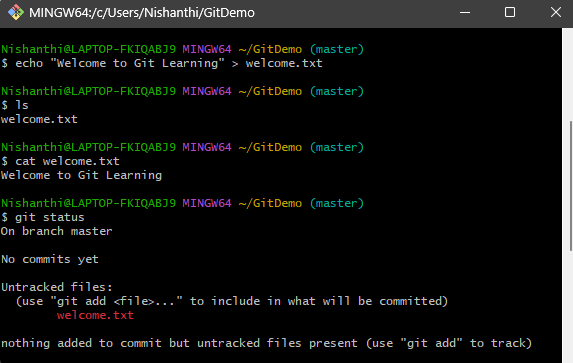 MINGW64:/c/Users/Nishanthi/GitDemo
Nishanthi@LAPTOP-FKIQABJ9 MINGW64 ~/GitDemo (master)
$ echo "Welcome to Git Learning" > welcome.txt
Nishanthi@LAPTOP-FKIQABJ9 MINGW64 ~/GitDemo (master)
$ ls
welcome.txt
Nishanthi@LAPTOP-FKIQABJ9 MINGW64 ~/GitDemo (master)
$ cat welcome.txt
Welcome to Git Learning
Nishanthi@LAPTOP-FKIQABJ9 MINGW64 ~/GitDemo (master)
$ git status
On branch master
No commits yet
Untracked files:
  (use "git add <file>..." to include in what will be committed)
        welcome.txt
nothing added to commit but untracked files present (use "git add" to track)